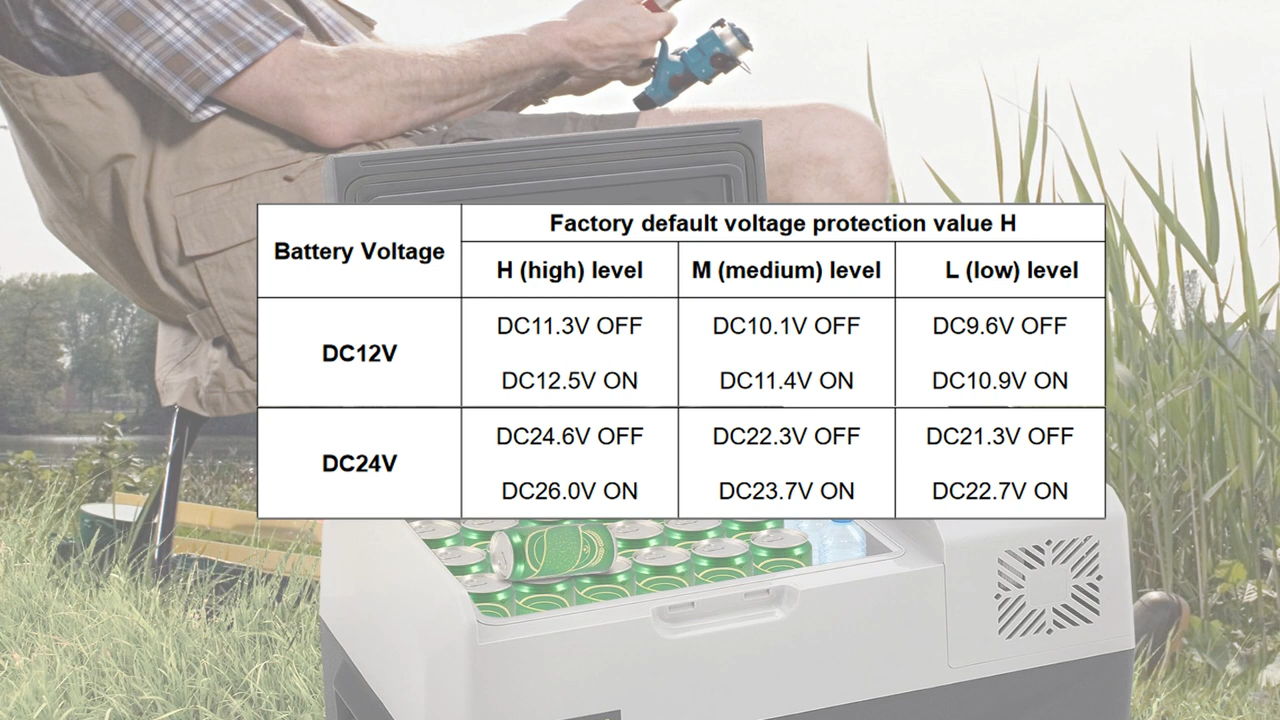 Battery Voltage
Factory default voltage protection value H
H (high) level
M (medium) level
L (low) level
DC12V
DC11.3V OFF
DC10.1V OFF
DC9.6V OFF
DC12.5V ON
DC11.4V ON
DC10.9V ON
DC24V
DC24.6V OFF
DC22.3V OFF
DC21.3V OFF
DC26.0V ON
DC23.7V ON
DC22.7V ON